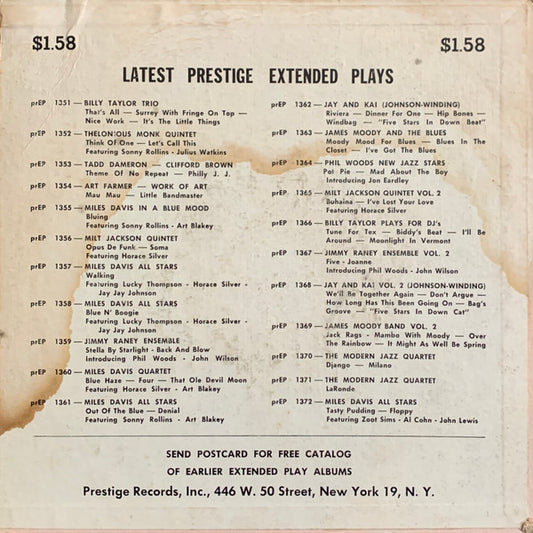 $1.58
$1.58
LATEST PRESTIGE EXTENDED PLAYS
prEP 1351 — BILLY TAYLOR TRIO
That's All — Surrey With Fringe On Top —
Nice Work — It's The Little Things
prEP 1352 — THELONIOUS MONK QUINTET
Think Of One — Let's Call This
Featuring Sonny Rollins - Julius Watkins
prEP 1353 — TADD DAMERON — CLIFFORD BROWN
Theme Of No Repeat — Philly J. J.
prEP 1354 — ART FARMER — WORK OF ART
Mau Mau — Little Bandmaster
prEP 1355 — MILES DAVIS IN A BLUE MOOD
Bluing
Featuring Sonny Rollins - Art Blakey
prEP 1356 — MILT JACKSON QUINTET
Opus De Funk — Soma
Featuring Horace Silver
prEP 1357 — MILES DAVIS ALL STARS
Walking
Featuring Lucky Thompson - Horace Silver -
Jay Jay Johnson
prEP 1358 — MILES DAVIS ALL STARS
Blue N' Boogie
Featuring Lucky Thompson - Horace Silver -
Jay Jay Johnson
prEP 1359 — JIMMY RANEY ENSEMBLE
Stella By Starlight - Back And Blow
Introducing Phil Woods - John Wilson
prEP 1360 — MILES DAVIS QUARTET
Blue Haze — Four — That Ole Devil Moon
Featuring Horace Silver - Art Blakey
prEP 1361 — MILES DAVIS ALL STARS
Out Of The Blue — Denial
Featuring Sonny Rollins - Art Blakey
prEP 1362 — JAY AND KAI (JOHNSON-WINDING)
Riviera — Dinner For One — Hip Bones —
Windbag — "Five Stars In Down Beat"
prEP 1363 — JAMES MOODY AND THE BLUES
Moody Mood For Blues — Blues In The
Closet — I've Got The Blues
prEP 1364 — PHIL WOODS NEW JAZZ STARS
Pot Pie — Mad About The Boy
Introducing Jon Eardley
prEP 1365 — MILT JACKSON QUINTET VOL. 2
Buhaina — I've Lost Your Love
Featuring Horace Silver
prEP 1366 — BILLY TAYLOR PLAYS FOR DJ's
Tune For Tex — Biddy's Beat — I'll Be
Around — Moonlight In Vermont
prEP 1367 — JIMMY RANEY ENSEMBLE VOL. 2
Five - Joanne
Introducing Phil Woods - John Wilson
prEP 1368 — JAY AND KAI VOL. 2 (JOHNSON-WINDING)
We'll Be Together Again — Don't Argue —
How Long Has This Been Going On — Bag's
Groove — "Five Stars In Down Cat"
prEP 1369 — JAMES MOODY BAND VOL. 2
Jack Rags - Mambo With Moody — Over
The Rainbow — It Might As Well Be Spring
prEP 1370 — THE MODERN JAZZ QUARTET
Django — Milano
prEP 1371 — THE MODERN JAZZ QUARTET
LaRonde
prEP 1372 — MILES DAVIS ALL STARS
Tasty Pudding — Floppy
Featuring Zoot Sims - Al Cohn - John Lewis
SEND POSTCARD FOR FREE CATALOG
OF EARLIER EXTENDED PLAY ALBUMS
Prestige Records, Inc., 446 W. 50 Street, New York 19, N. Y.